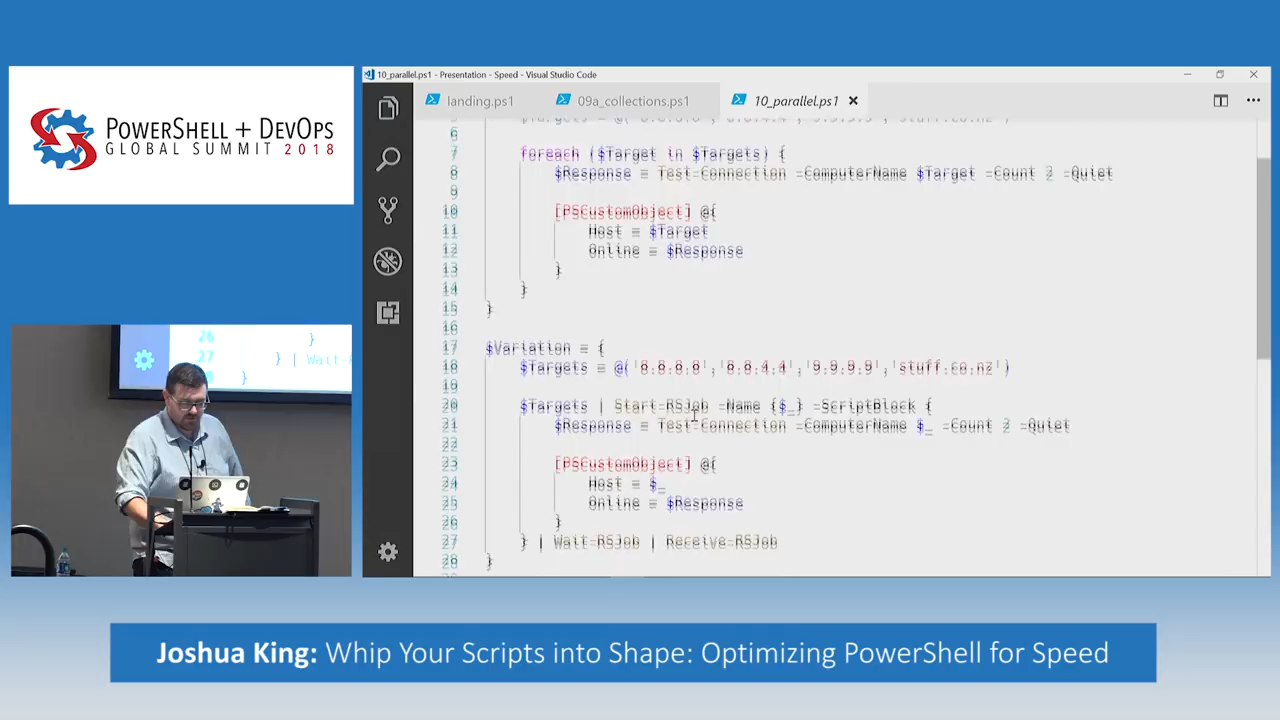 POWERSHELL + DEVOPS
GLOBAL SUMMIT 2018
10_parallel.ps1 - Presentation - Speed - Visual Studio Code
landing.ps1
09a_collections.ps1
10_parallel.ps1
6
7 foreach ($Target in $Targets) {
8 $Response = Test-Connection -ComputerName $Target -Count 2 -Quiet
9
10 [PSCustomObject] @{
11 Host = $Target
12 Online = $Response
13 }
14 }
15 }
16
17 $Variation = {
18 $Targets = @('8.8.8.8','8.8.4.4','9.9.9.9','stuff.co.nz')
19
20 $Targets | Start-RSJob -Name {$_} -ScriptBlock {
21 $Response = Test-Connection -ComputerName $_ -Count 2 -Quiet
22
23 [PSCustomObject] @{
24 Host = $_
25 Online = $Response
26 }
27 } | Wait-RSJob | Receive-RSJob
28 }
26 }
27 } | Wait-R
}
Joshua King: Whip Your Scripts into Shape: Optimizing PowerShell for Speed